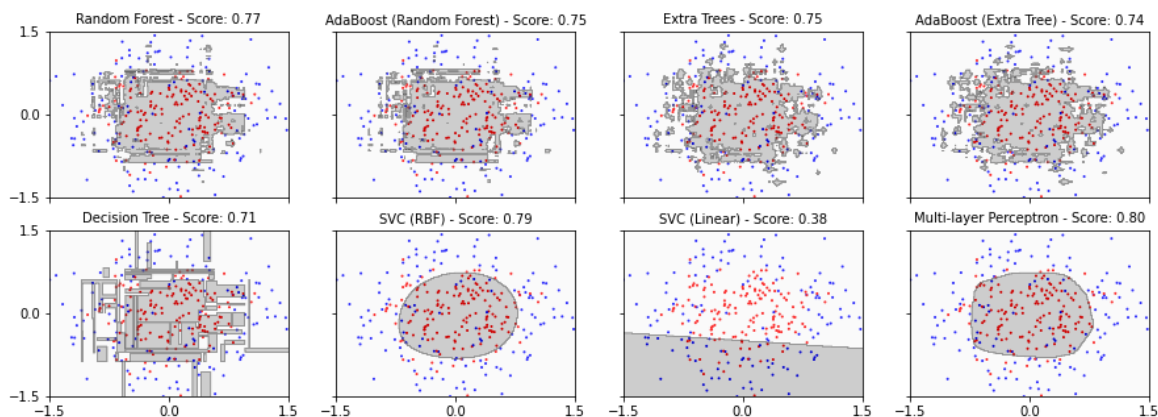 Random Forest - Score: 0.77 AdaBoost (Random Forest) - Score: 0.75 Extra Trees - Score: 0.75 AdaBoost (Extra Tree) - Score: 0.74
1.5
0.0
−1.5
Decision Tree - Score: 0.71 SVC (RBF) - Score: 0.79 SVC (Linear) - Score: 0.38 Multi-layer Perceptron - Score: 0.80
1.5
0.0
−1.5
−1.5 0.0 1.5 −1.5 0.0 1.5 −1.5 0.0 1.5 −1.5 0.0 1.5